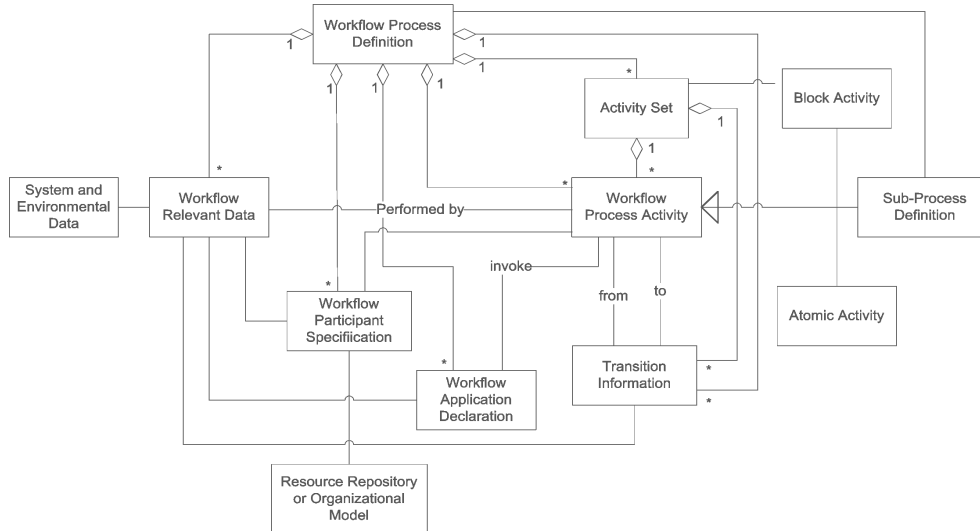 Workflow Process
Definition
1
1
1
1
1
1
*
Activity Set
Block Activity
1
1
*
*
System and
Environmental
Data
Workflow
Relevant Data
Performed by
*
Workflow
Process Activity
Sub-Process
Definition
invoke
from
to
*
Workflow
Participant
Specifiication
Atomic Activity
*
Workflow
Application
Declaration
Transition
Information
*
*
Resource Repository
or Organizational
Model